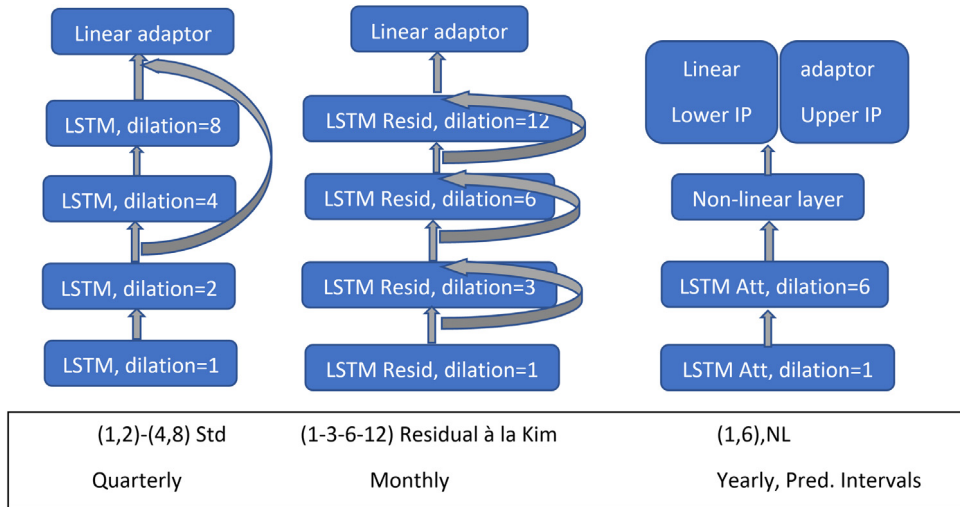 Linear adaptor
LSTM, dilation=8
LSTM, dilation=4
LSTM, dilation=2
LSTM, dilation=1
Linear adaptor
LSTM Resid, dilation=12
LSTM Resid, dilation=6
LSTM Resid, dilation=3
LSTM Resid, dilation=1
Linear adaptor
Lower IP Upper IP
Non-linear layer
LSTM Att, dilation=6
LSTM Att, dilation=1
(1,2)-(4,8) Std (1-3-6-12) Residual à la Kim (1,6),NL
Quarterly Monthly Yearly, Pred. Intervals